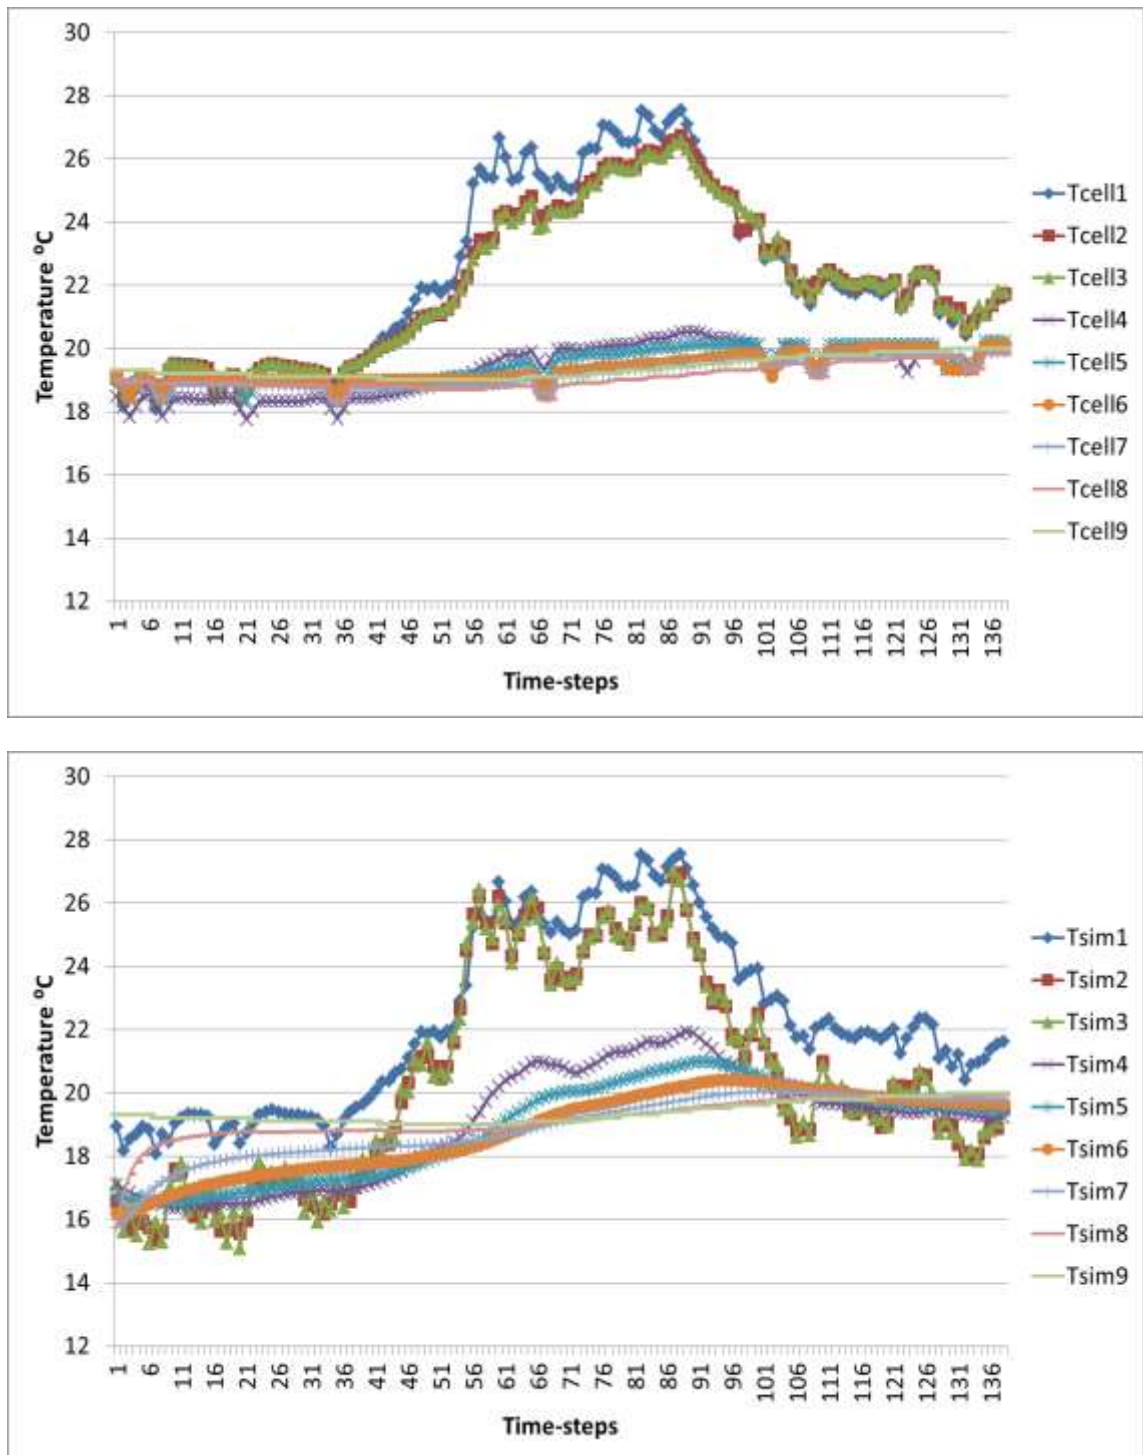 30
28
26
24
22
20
18
16
14
12
Temperature ⁰C
1 6 11 16 21 26 31 36 41 46 51 56 61 66 71 76 81 86 91 96 101 106 111 116 121 126 131 136
Time-steps
Tcell1
Tcell2
Tcell3
Tcell4
Tcell5
Tcell6
Tcell7
Tcell8
Tcell9
30
28
26
24
22
20
18
16
14
12
Temperature ⁰C
1 6 11 16 21 26 31 36 41 46 51 56 61 66 71 76 81 86 91 96 101 106 111 116 121 126 131 136
Time-steps
Tsim1
Tsim2
Tsim3
Tsim4
Tsim5
Tsim6
Tsim7
Tsim8
Tsim9